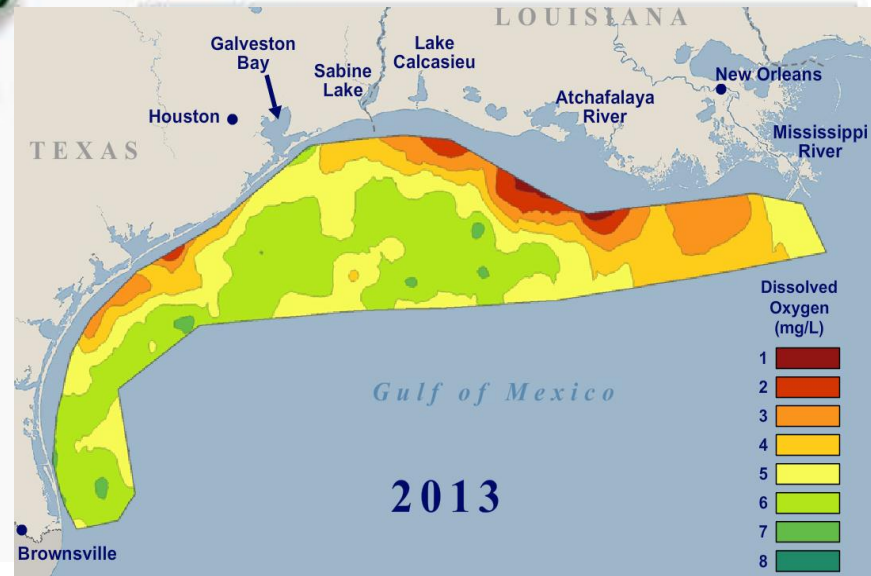 LOUISIANA
Galveston
Bay
Sabine
Lake
Lake
Calcasieu
Houston
TEXAS
Atchafalaya
River
New Orleans
Mississippi
River
Gulf of Mexico
2013
Brownsville
Dissolved
Oxygen
(mg/L)
1
2
3
4
5
6
7
8